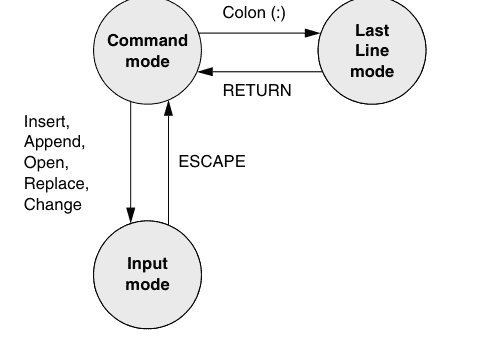 Colon (:)
Command
mode
Last
Line
mode
RETURN
Insert,
Append,
Open,
Replace,
Change
ESCAPE
Input
mode